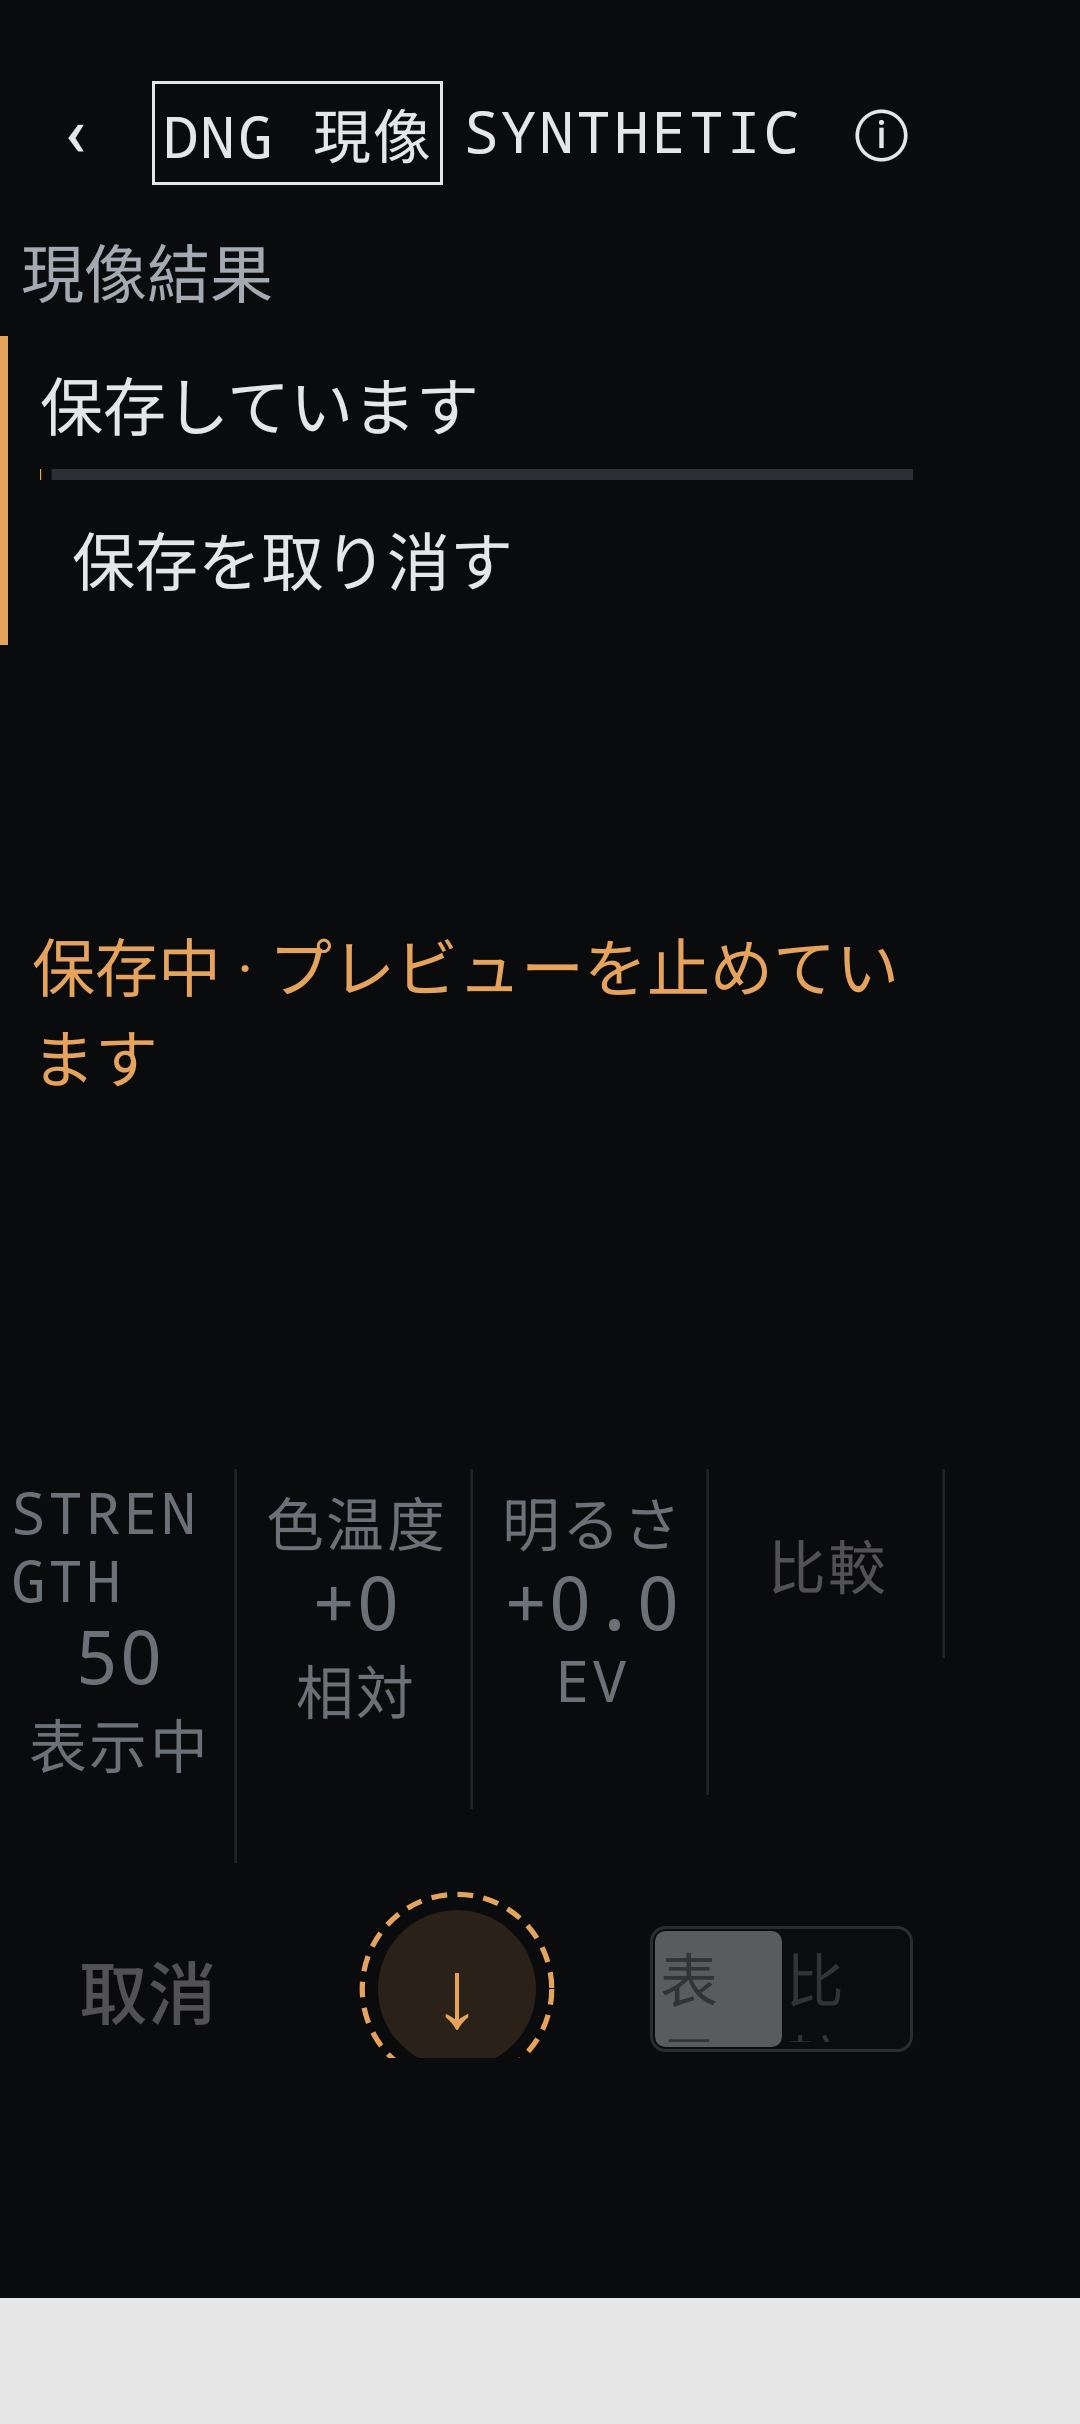 ‹ DNG 現像 SYNTHETIC ⓘ
現像結果
保存しています
保存を取り消す
保存中 · プレビューを止めてい
ます
STREN
GTH
50
表示中
色温度
+0
相対
明るさ
+0.0
EV
比較
取消
↓
表
比